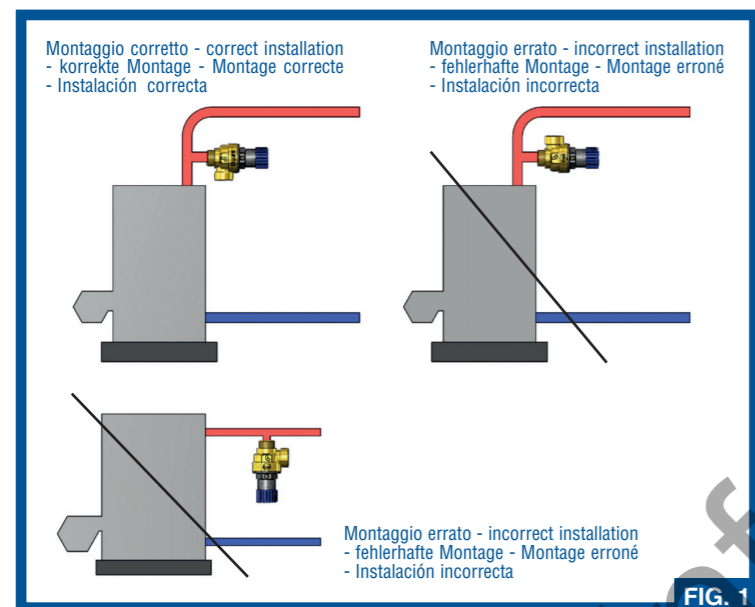 Montaggio corretto - correct installation
- korrekte Montage - Montage correcte
- Instalación correcta
Montaggio errato - incorrect installation
- fehlerhafte Montage - Montage erroné
- Instalación incorrecta
Montaggio errato - incorrect installation
- fehlerhafte Montage - Montage erroné
- Instalación incorrecta
FIG. 1